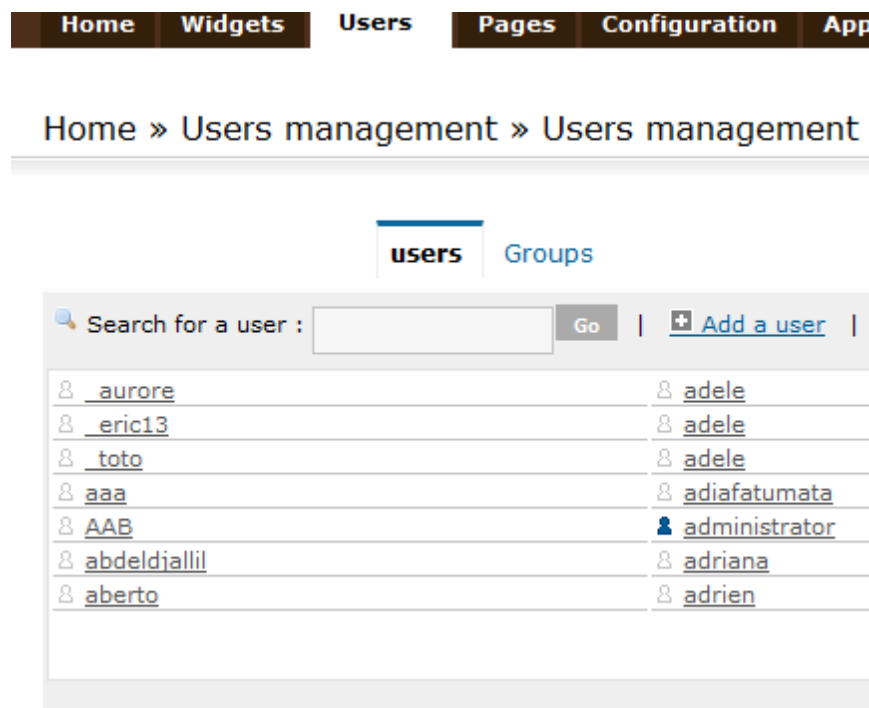 Home Widgets Users Pages Configuration App
Home » Users management » Users management
users Groups
Search for a user : Go | Add a user |
_aurore adele
_eric13 adele
_toto adele
aaa adiafatumata
AAB administrator
abdeldjallil adriana
aberto adrien